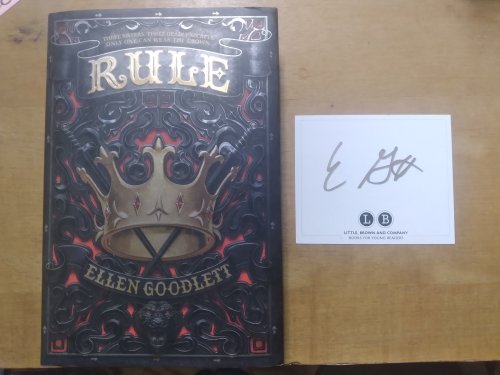 THREE SISTERS. THREE DEADLY SECRETS.
ONLY ONE CAN WEAR THE CROWN.
RULE
ELLEN GOODLETT
L B
LITTLE, BROWN AND COMPANY
BOOKS FOR YOUNG READERS